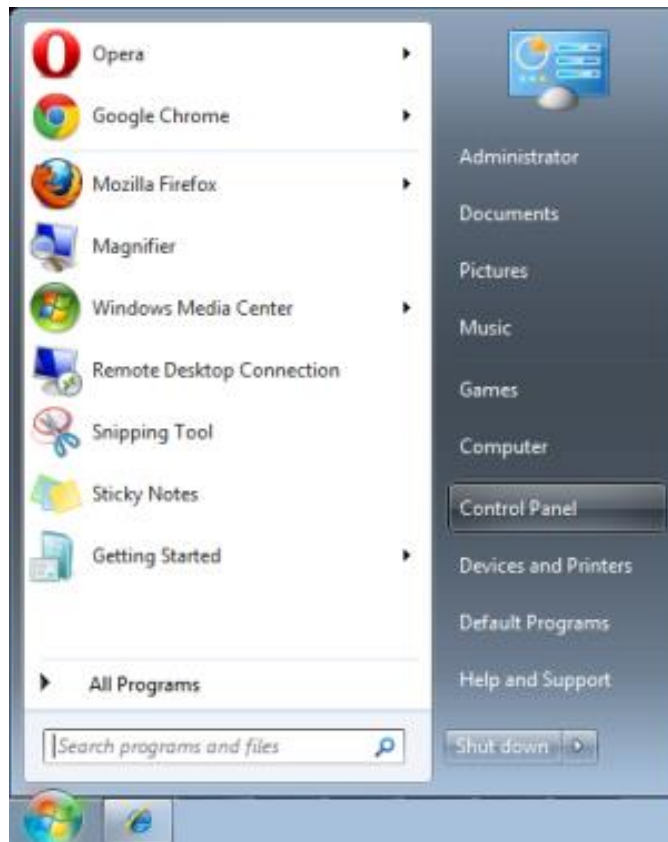 Opera
Google Chrome
Mozilla Firefox
Magnifier
Windows Media Center
Remote Desktop Connection
Snipping Tool
Sticky Notes
Getting Started
All Programs
Search programs and files
Administrator
Documents
Pictures
Music
Games
Computer
Control Panel
Devices and Printers
Default Programs
Help and Support
Shut down